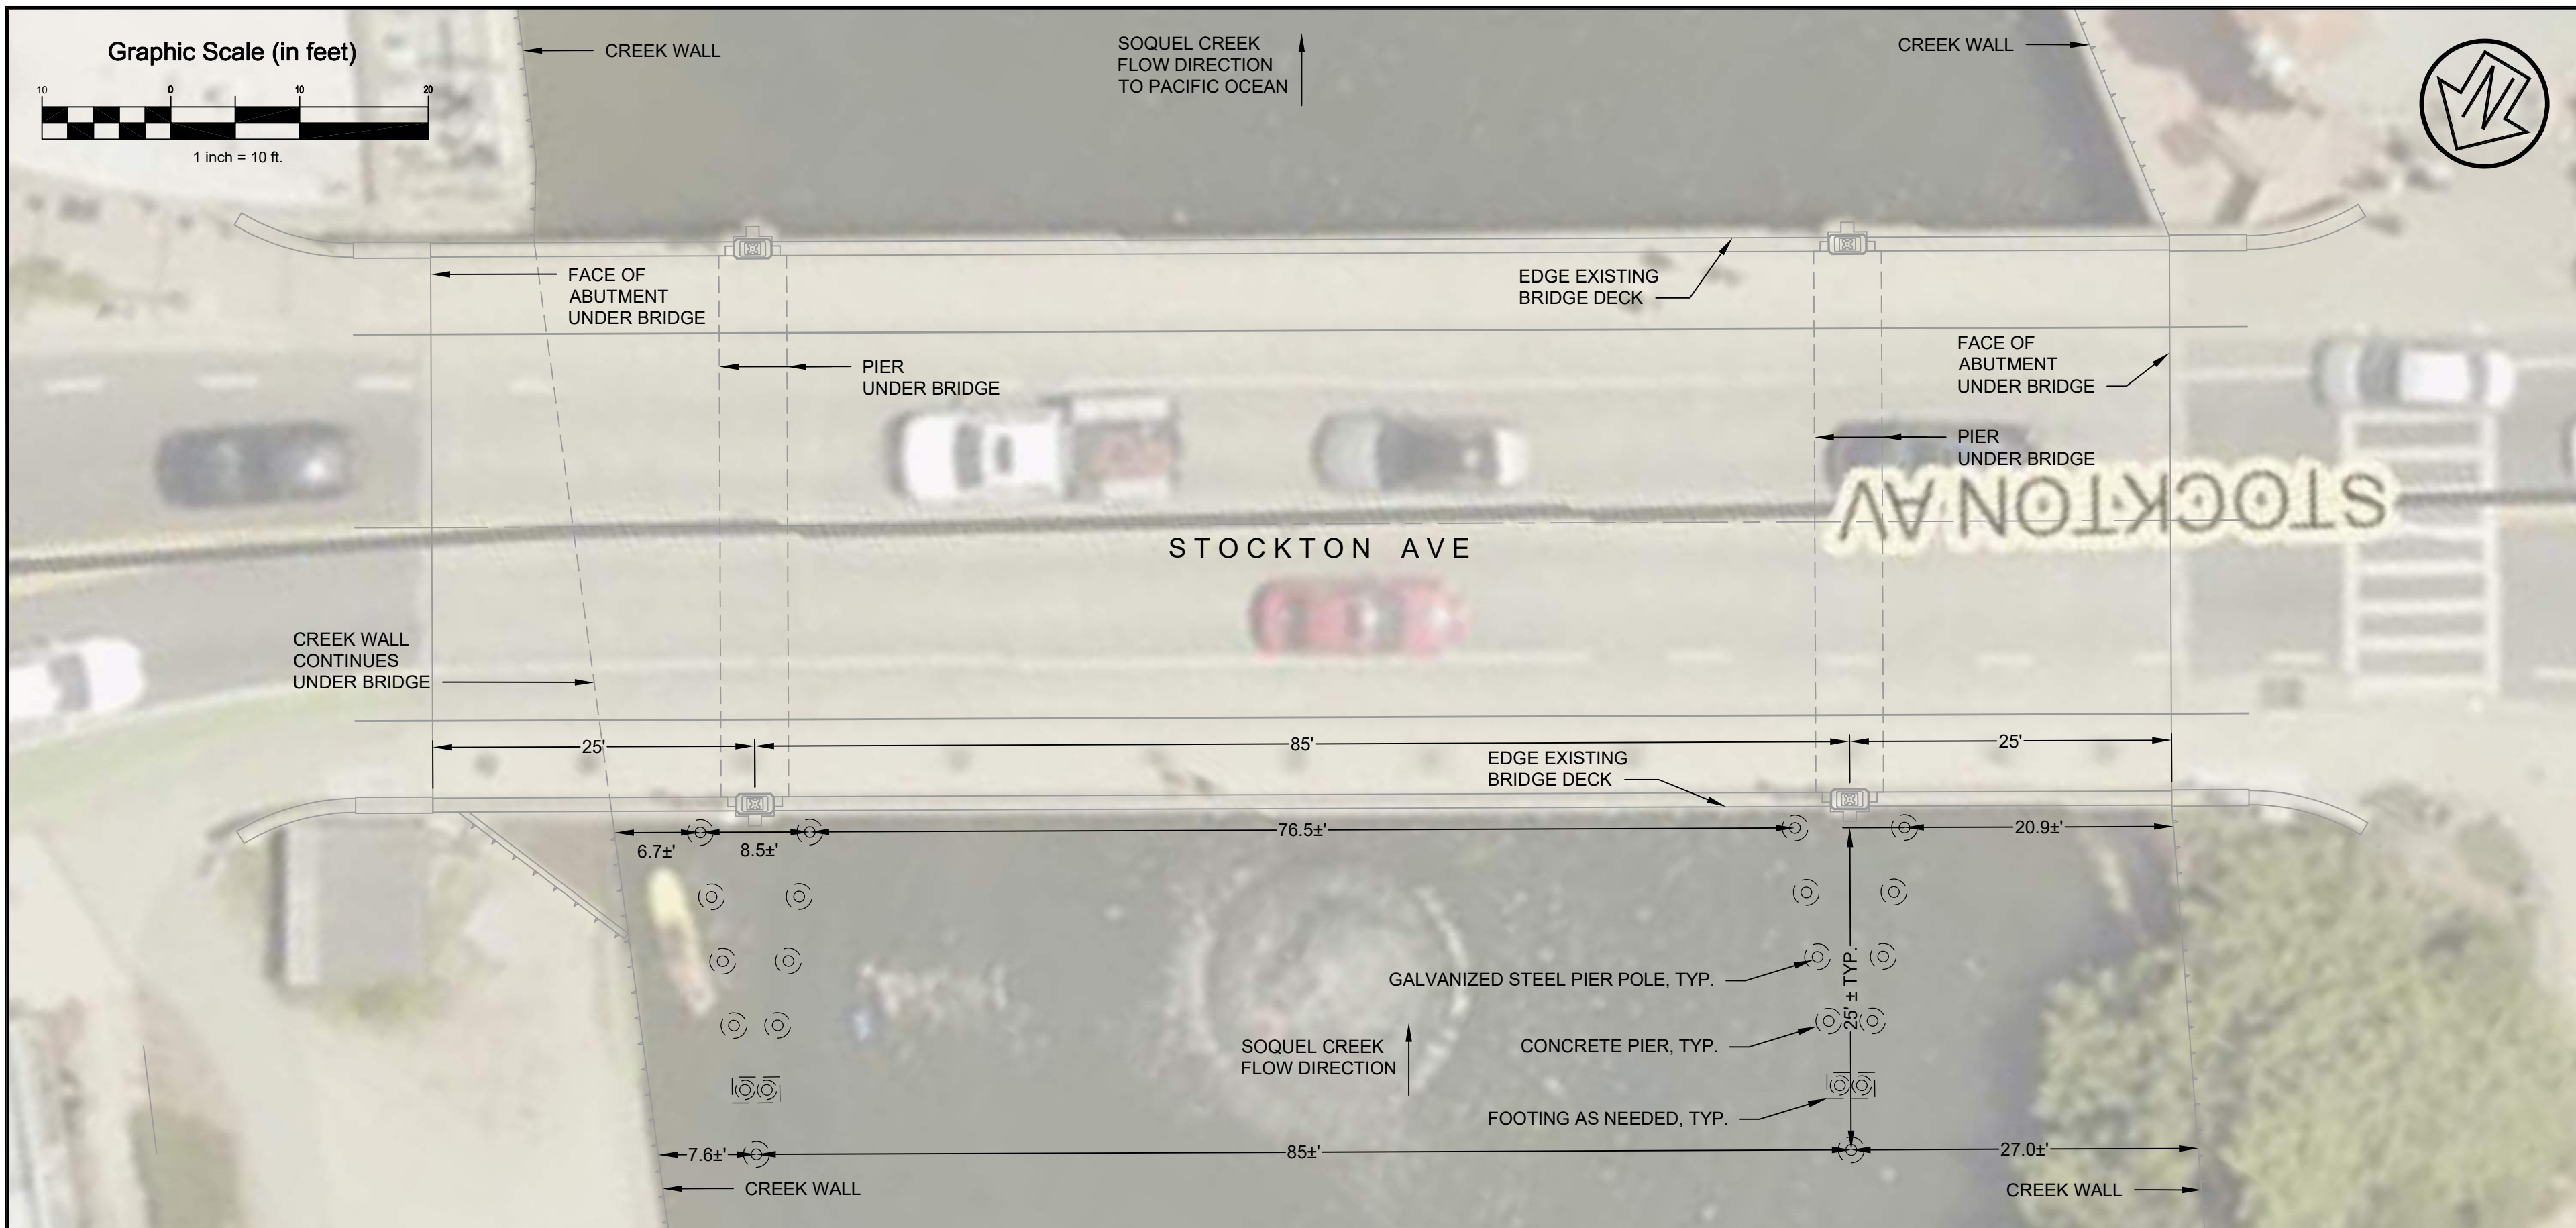 Graphic Scale (in feet)
10 0 10 20
1 inch = 10 ft.
CREEK WALL
SOQUEL CREEK
FLOW DIRECTION
TO PACIFIC OCEAN
CREEK WALL
N
FACE OF
ABUTMENT
UNDER BRIDGE
EDGE EXISTING
BRIDGE DECK
PIER
UNDER BRIDGE
FACE OF
ABUTMENT
UNDER BRIDGE
PIER
UNDER BRIDGE
STOCKTON AV
STOCKTON AVE
CREEK WALL
CONTINUES
UNDER BRIDGE
25'
85'
25'
EDGE EXISTING
BRIDGE DECK
6.7±'
8.5±'
76.5±'
20.9±'
25' ± TYP.
GALVANIZED STEEL PIER POLE, TYP.
SOQUEL CREEK
FLOW DIRECTION
CONCRETE PIER, TYP.
FOOTING AS NEEDED, TYP.
7.6±'
85±'
27.0±'
CREEK WALL
CREEK WALL